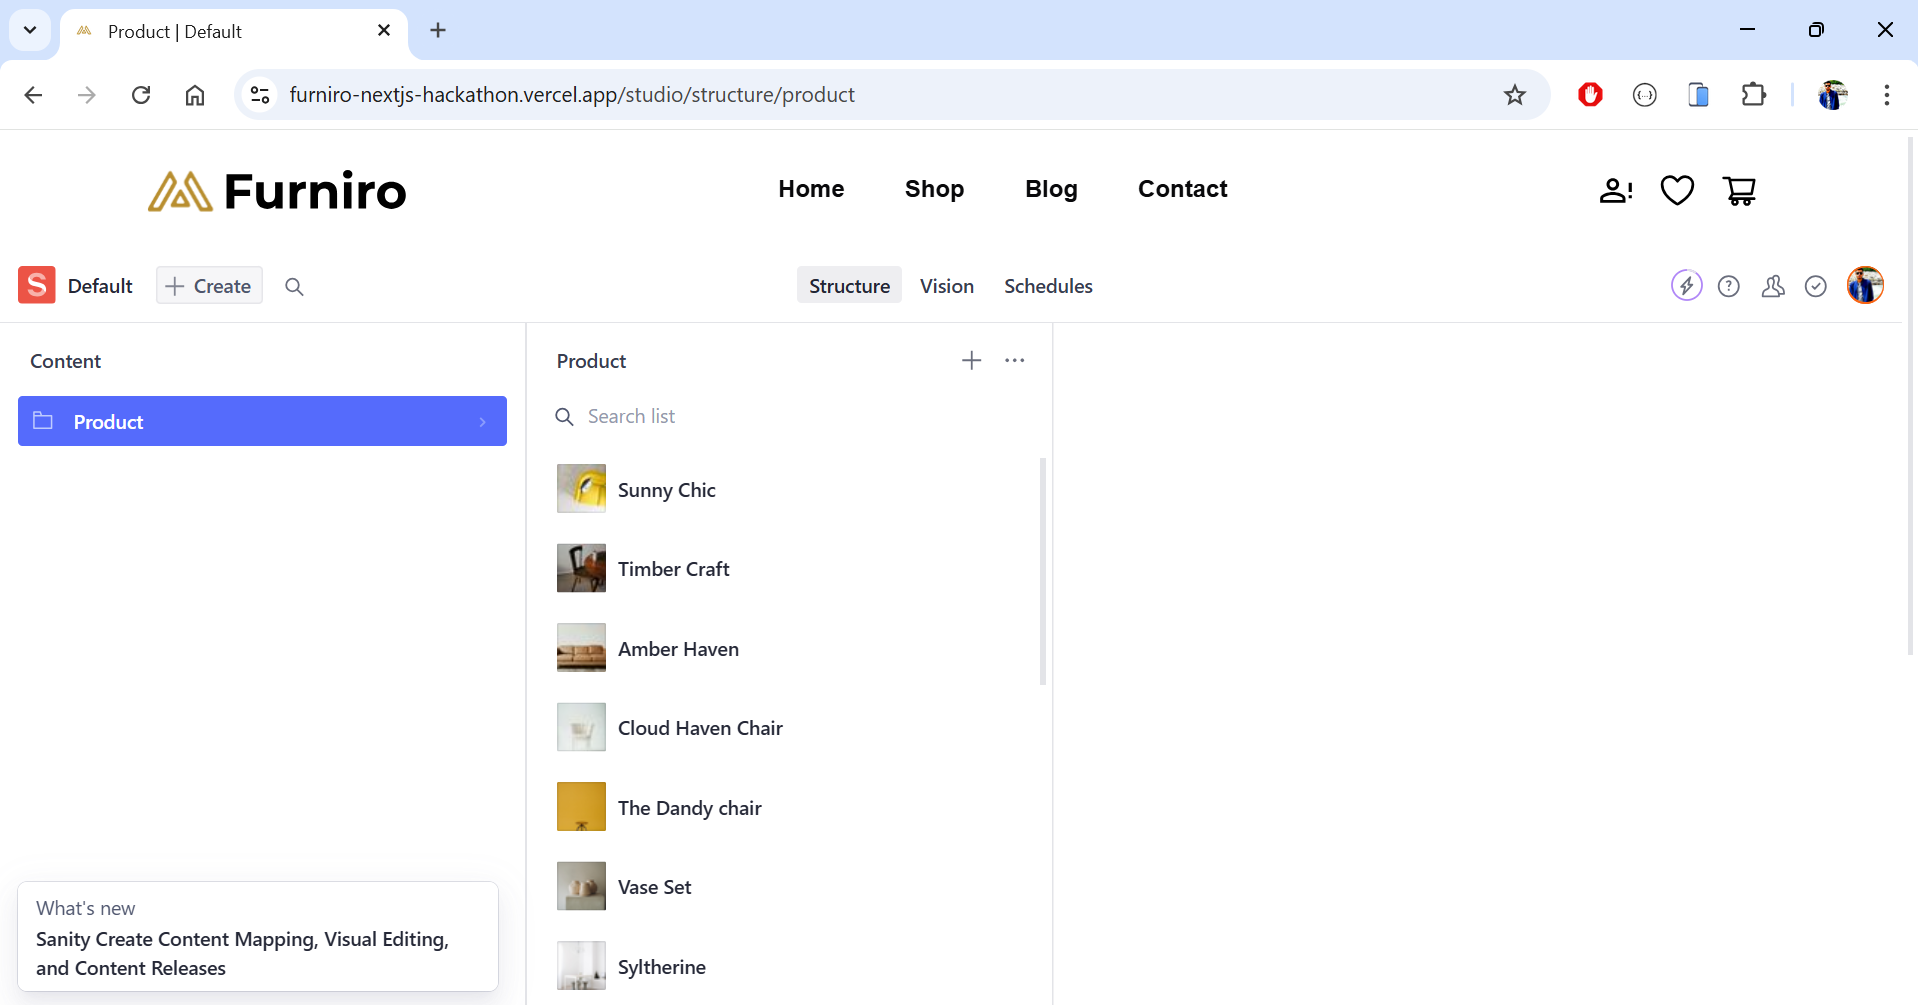 Product | Default
furniro-nextjs-hackathon.vercel.app/studio/structure/product
Furniro
Home
Shop
Blog
Contact
S
Default
Create
Structure
Vision
Schedules
Content
Product
Product
Search list
Sunny Chic
Timber Craft
Amber Haven
Cloud Haven Chair
The Dandy chair
Vase Set
Syltherine
What's new
Sanity Create Content Mapping, Visual Editing,
and Content Releases